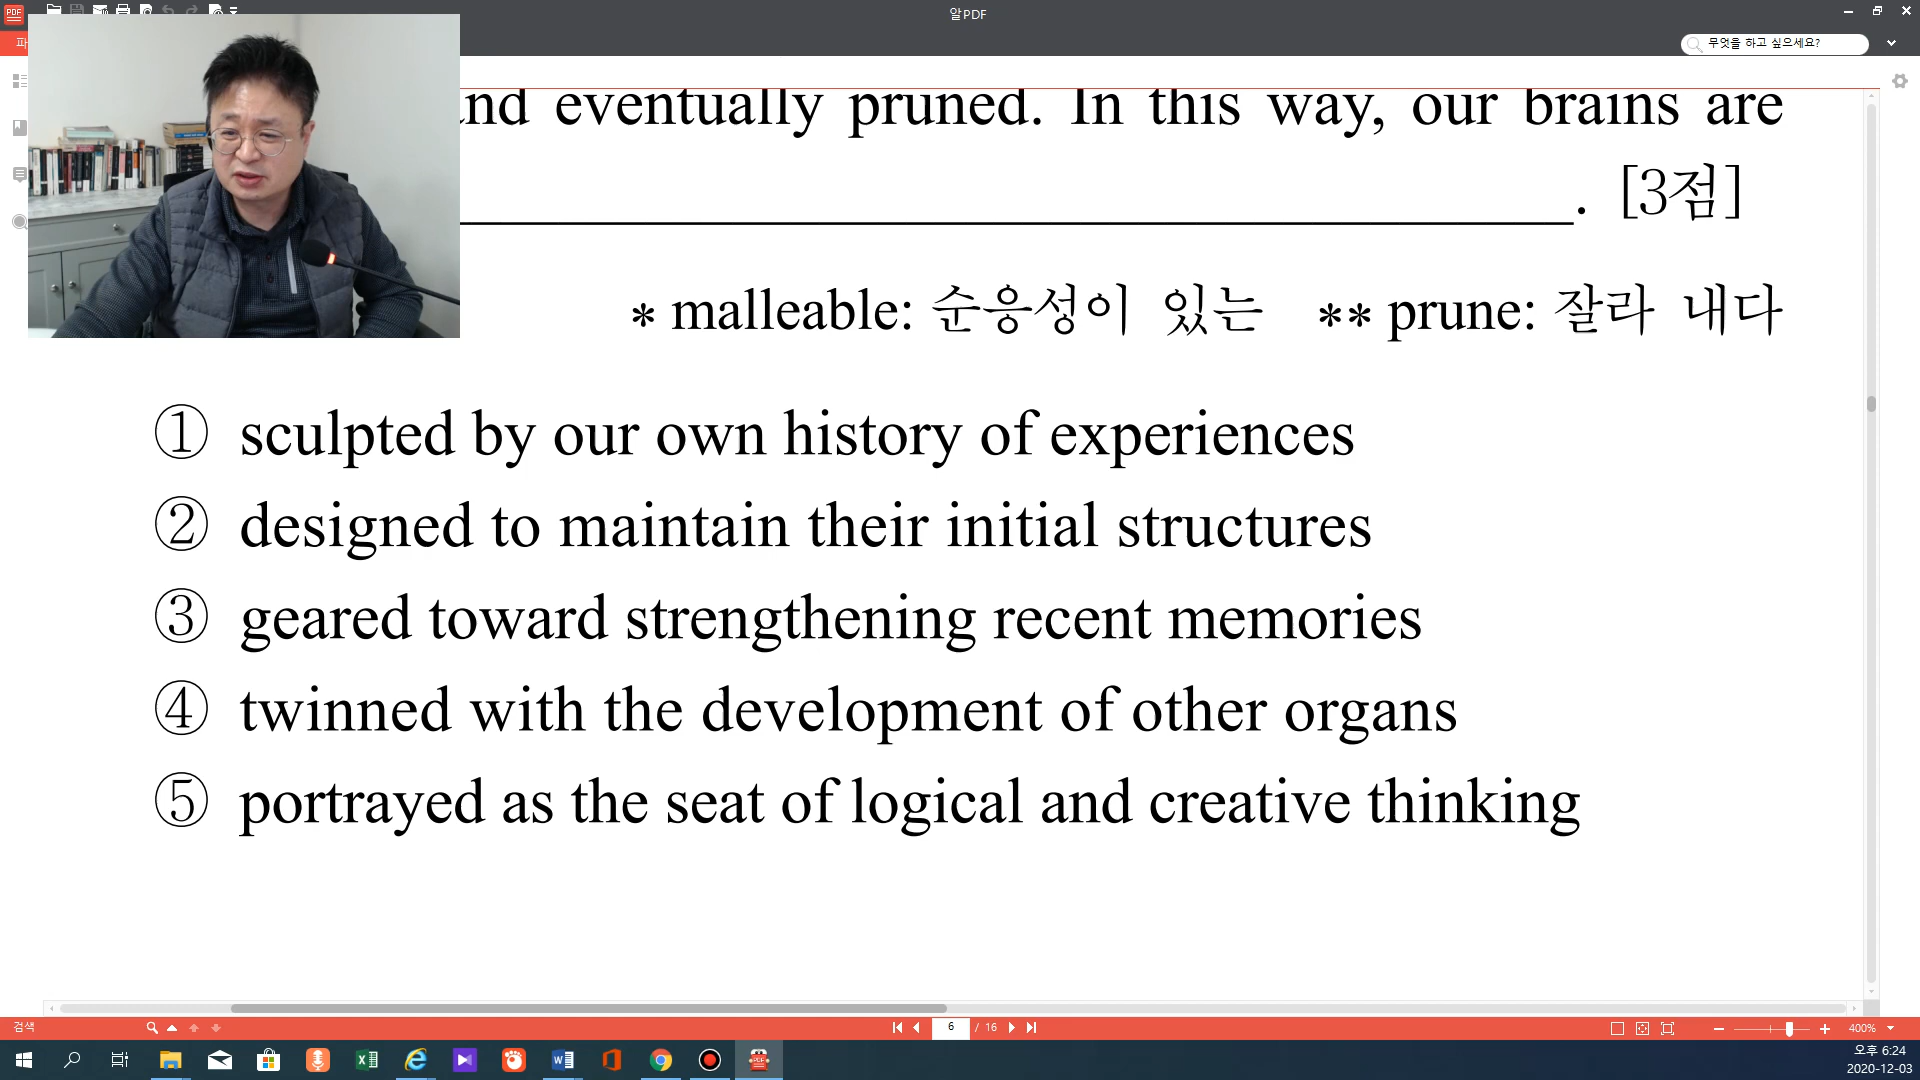 PDF
알PDF
파
무엇을 하고 싶으세요?
and eventually pruned. In this way, our brains are
. [3점]
* malleable: 순응성이 있는 ** prune: 잘라 내다
① sculpted by our own history of experiences
② designed to maintain their initial structures
③ geared toward strengthening recent memories
④ twinned with the development of other organs
⑤ portrayed as the seat of logical and creative thinking
검색
6 / 16
400%
오후 6:24
2020-12-03